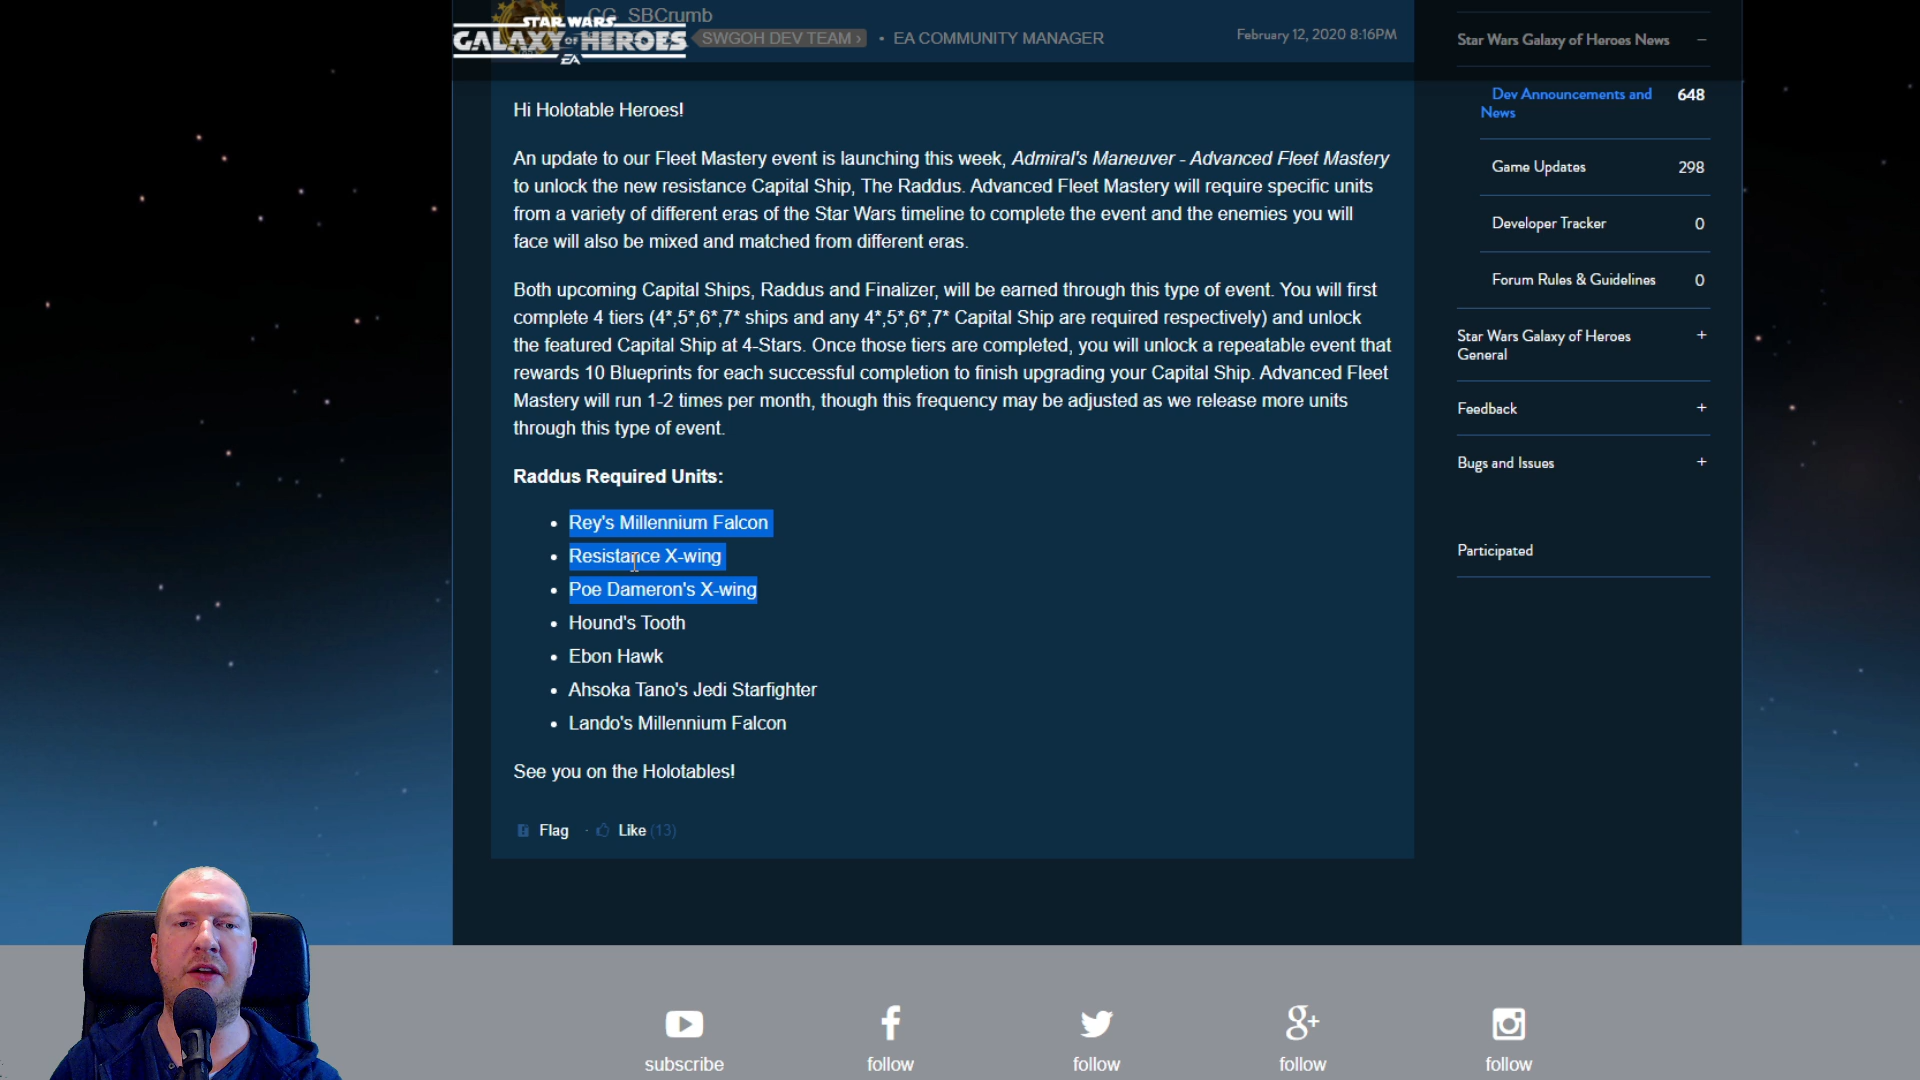 CG_SBCrumb
STAR WARS
GALAXY OF HEROES
EA
SWGOH DEV TEAM ›
• EA COMMUNITY MANAGER
February 12, 2020 8:16PM
Hi Holotable Heroes!
An update to our Fleet Mastery event is launching this week, Admiral's Maneuver - Advanced Fleet Mastery
to unlock the new resistance Capital Ship, The Raddus. Advanced Fleet Mastery will require specific units
from a variety of different eras of the Star Wars timeline to complete the event and the enemies you will
face will also be mixed and matched from different eras.
Both upcoming Capital Ships, Raddus and Finalizer, will be earned through this type of event. You will first
complete 4 tiers (4*,5*,6*,7* ships and any 4*,5*,6*,7* Capital Ship are required respectively) and unlock
the featured Capital Ship at 4-Stars. Once those tiers are completed, you will unlock a repeatable event that
rewards 10 Blueprints for each successful completion to finish upgrading your Capital Ship. Advanced Fleet
Mastery will run 1-2 times per month, though this frequency may be adjusted as we release more units
through this type of event.
Raddus Required Units:
• Rey's Millennium Falcon
• Resistance X-wing
• Poe Dameron's X-wing
• Hound's Tooth
• Ebon Hawk
• Ahsoka Tano's Jedi Starfighter
• Lando's Millennium Falcon
See you on the Holotables!
Flag · Like (13)
Star Wars Galaxy of Heroes News −
Dev Announcements and 648
News
Game Updates 298
Developer Tracker 0
Forum Rules & Guidelines 0
Star Wars Galaxy of Heroes +
General
Feedback +
Bugs and Issues +
Participated
subscribe
follow
follow
g+
follow
follow